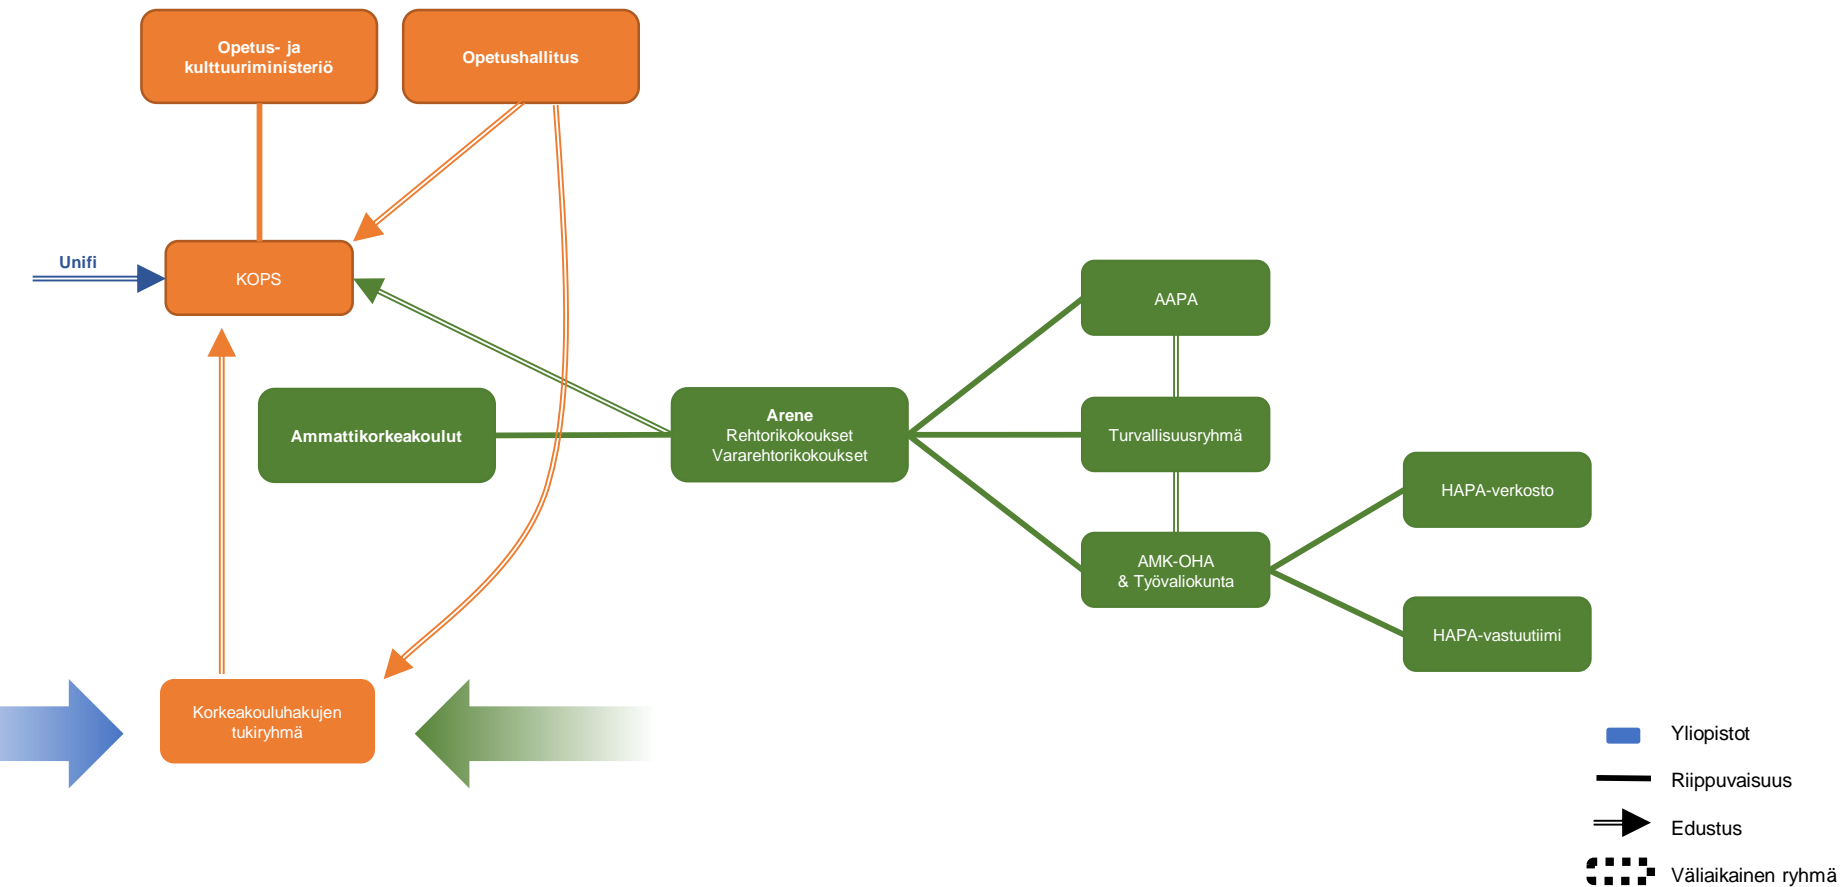 Opetus- ja
kulttuuriministeriö
Opetushallitus
Unifi
KOPS
AAPA
Ammattikorkeakoulut
Arene
Rehtorikokoukset
Vararehtorikokoukset
Turvallisuusryhmä
HAPA-verkosto
AMK-OHA
& Työvaliokunta
HAPA-vastuutiimi
Korkeakouluhakujen
tukiryhmä
Yliopistot
Riippuvaisuus
Edustus
Väliaikainen ryhmä